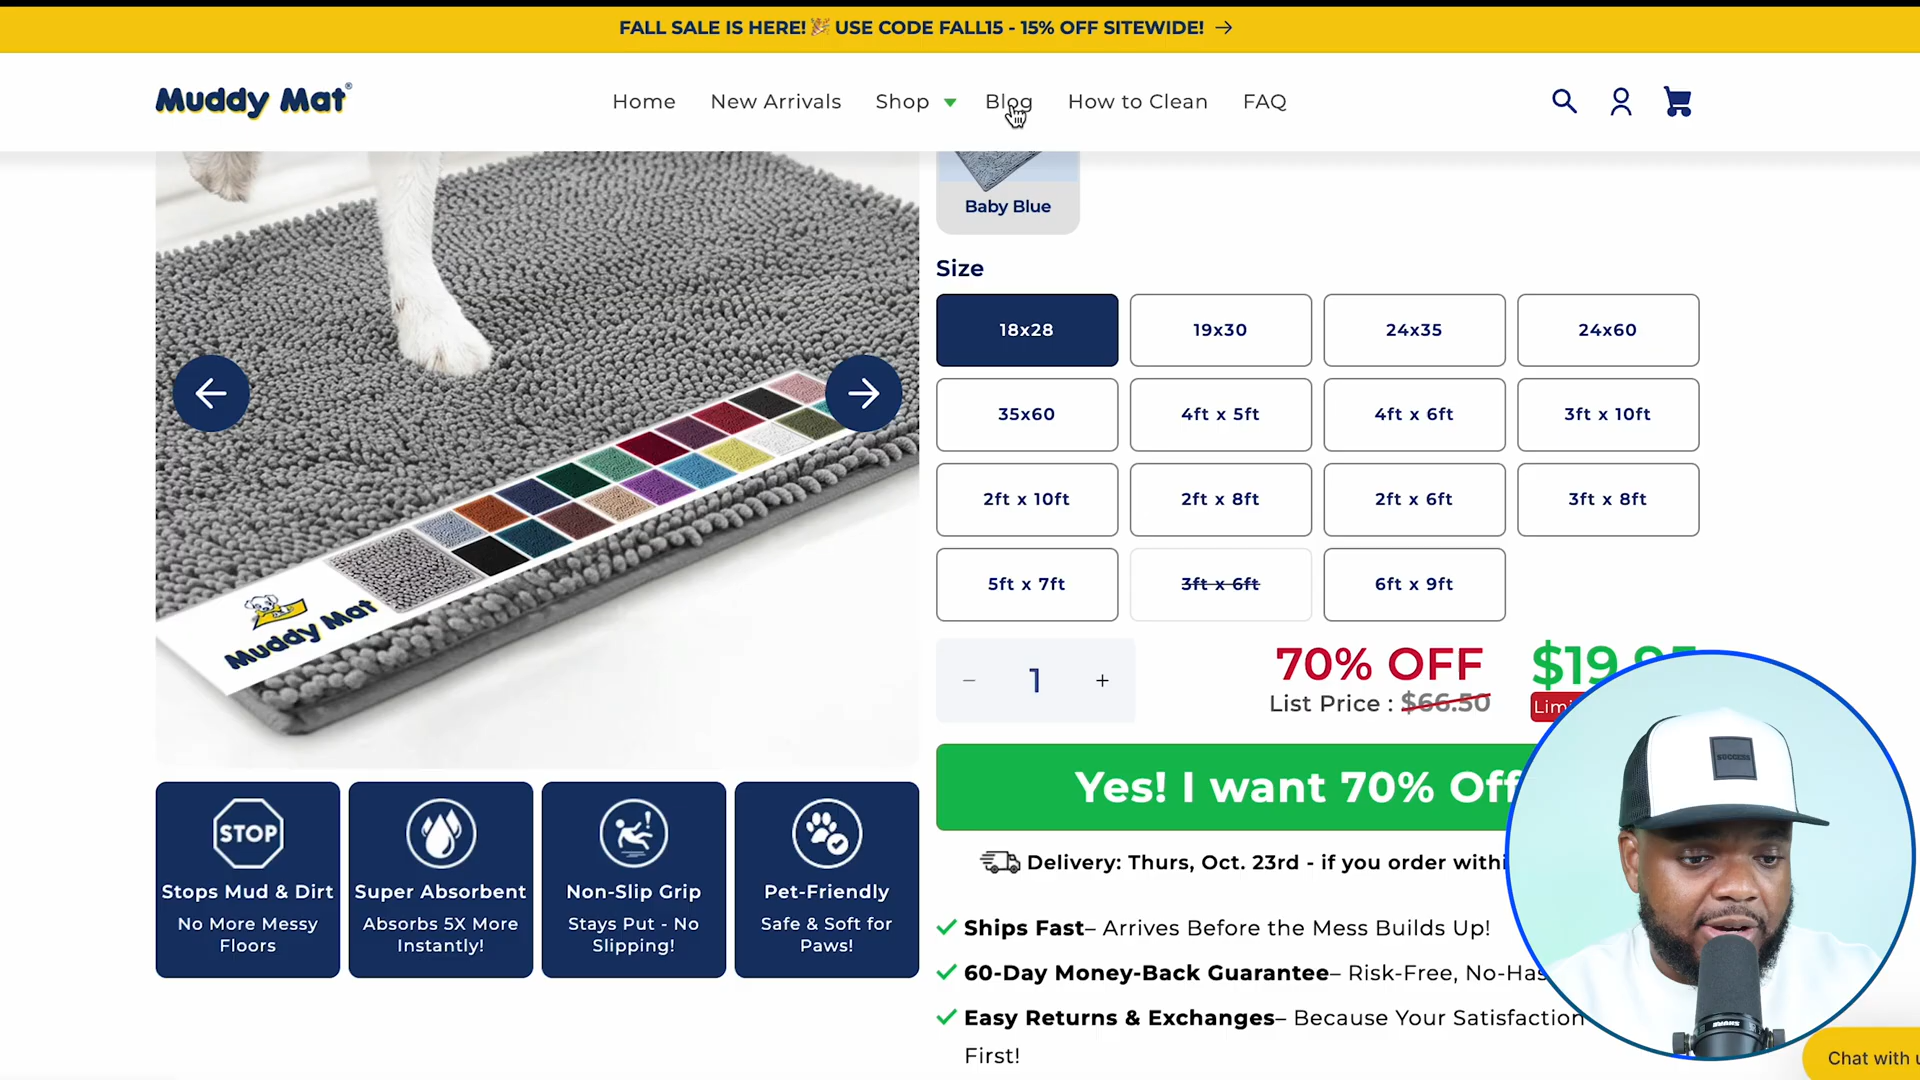 FALL SALE IS HERE! 🎉 USE CODE FALL15 - 15% OFF SITEWIDE! →
Muddy Mat®
Home
New Arrivals
Shop
Blog
How to Clean
FAQ
Baby Blue
Size
18x28
19x30
24x35
24x60
35x60
4ft x 5ft
4ft x 6ft
3ft x 10ft
2ft x 10ft
2ft x 8ft
2ft x 6ft
3ft x 8ft
5ft x 7ft
3ft x 6ft
6ft x 9ft
Muddy Mat
− 1 +
70% OFF
List Price : $66.50
$19.95
Yes! I want 70% Off
Delivery: Thurs, Oct. 23rd - if you order
STOP
Stops Mud & Dirt
No More Messy
Floors
Super Absorbent
Absorbs 5X More
Instantly!
Non-Slip Grip
Stays Put - No
Slipping!
Pet-Friendly
Safe & Soft for
Paws!
Ships Fast– Arrives Before the Mess Builds Up!
60-Day Money-Back Guarantee– Risk-Free,
Easy Returns & Exchanges– Because Your Satisfaction
First!
SUCCESS
Chat with